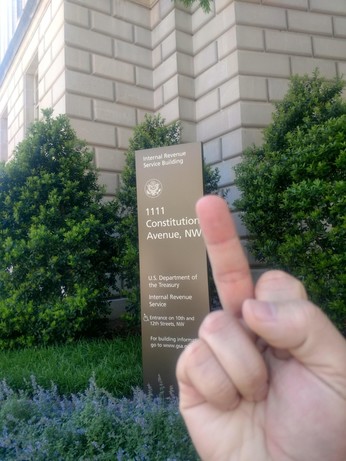 Internal Revenue
Service Building
1111
Constitution
Avenue, NW
U.S. Department of
the Treasury
Internal Revenue
Service
Entrance on 10th and
12th Streets, NW
For building
go to www.